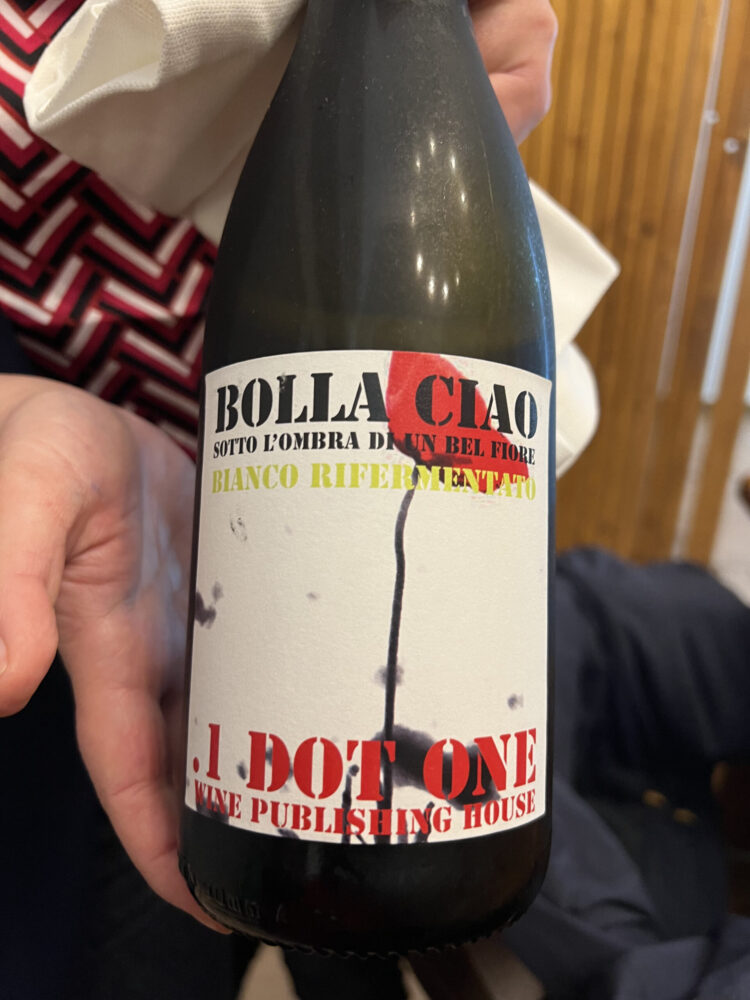 BOLLA CIAO
SOTTO L'OMBRA DI UN BEL FIORE
BIANCO RIFERMENTATO
.1 DOT ONE
WINE PUBLISHING HOUSE